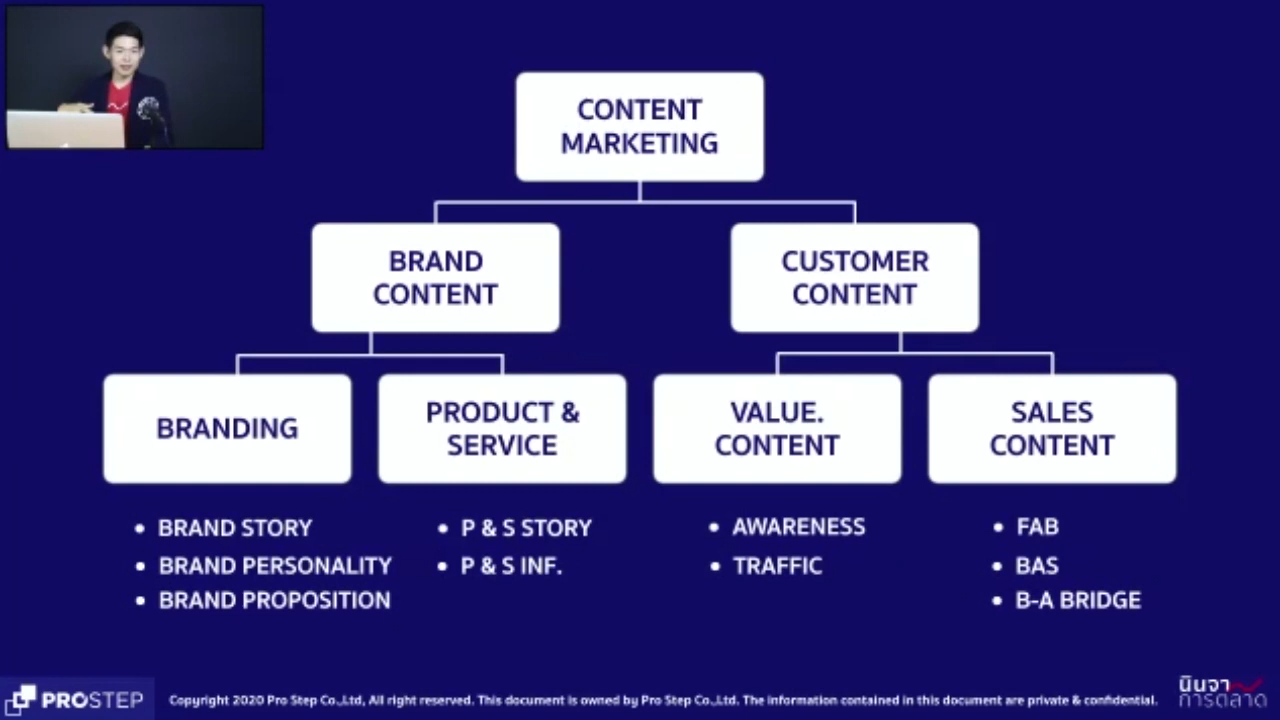 CONTENT
MARKETING
BRAND
CONTENT
CUSTOMER
CONTENT
BRANDING
PRODUCT &
SERVICE
VALUE.
CONTENT
SALES
CONTENT
• BRAND STORY
• BRAND PERSONALITY
• BRAND PROPOSITION
• P & S STORY
• P & S INF.
• AWARENESS
• TRAFFIC
• FAB
• BAS
• B-A BRIDGE
PROSTEP
Copyright 2020 Pro Step Co.,Ltd, All right reserved. This document is owned by Pro Step Co.,Ltd. The information contained in this document are private & confidential.
นินจา
การตลาด